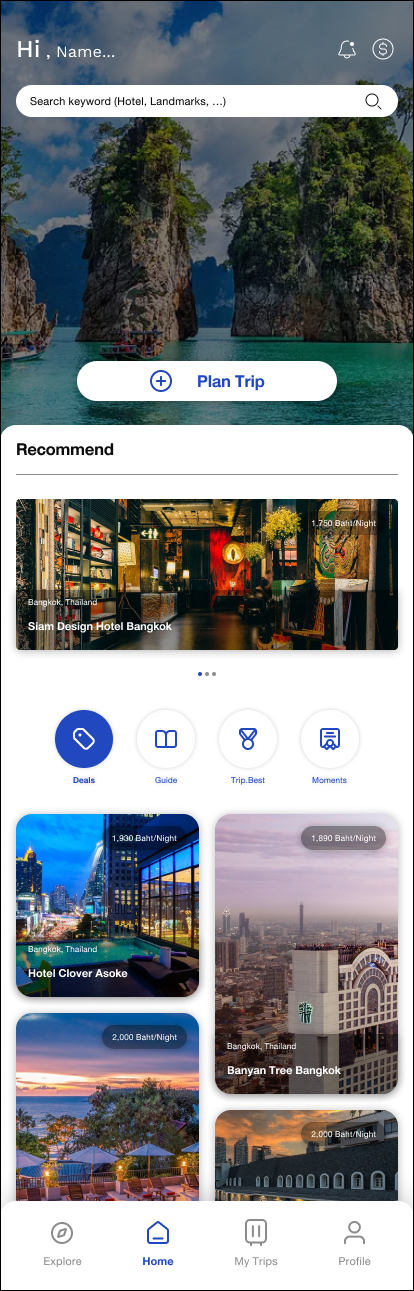 Hi , Name...
Search keyword (Hotel, Landmarks, ...)
Plan Trip
Recommend
1,750 Baht/Night
Bangkok, Thailand
Siam Design Hotel Bangkok
Deals
Guide
Trip.Best
Moments
1,930 Baht/Night
Bangkok, Thailand
Hotel Clover Asoke
1,890 Baht/Night
Bangkok, Thailand
Banyan Tree Bangkok
2,000 Baht/Night
2,000 Baht/Night
Explore
Home
My Trips
Profile